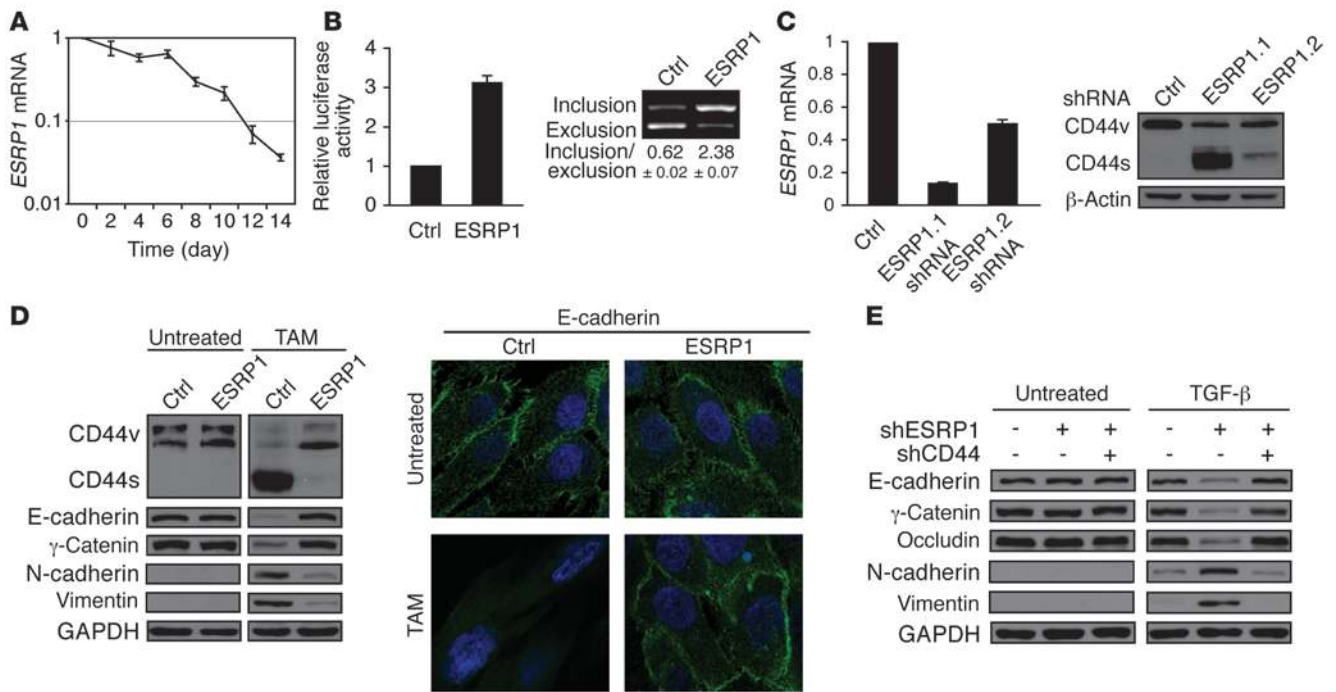 A
ESRP1 mRNA
1
0.1
0.01
0 2 4 6 8 10 12 14
Time (day)
B
Relative luciferase
activity
4
3
2
1
0
Ctrl ESRP1
Ctrl ESRP1
Inclusion
Exclusion
Inclusion/ 0.62 2.38
exclusion ± 0.02 ± 0.07
C
ESRP1 mRNA
1
0.8
0.6
0.4
0.2
0
Ctrl
ESRP1.1
shRNA
ESRP1.2
shRNA
shRNA Ctrl ESRP1.1 ESRP1.2
CD44v
CD44s
β-Actin
D
Untreated TAM
Ctrl ESRP1 Ctrl ESRP1
CD44v
CD44s
E-cadherin
γ-Catenin
N-cadherin
Vimentin
GAPDH
E-cadherin
Ctrl ESRP1
Untreated
TAM
E
Untreated TGF-β
shESRP1 - + + - + +
shCD44 - - + - - +
E-cadherin
γ-Catenin
Occludin
N-cadherin
Vimentin
GAPDH